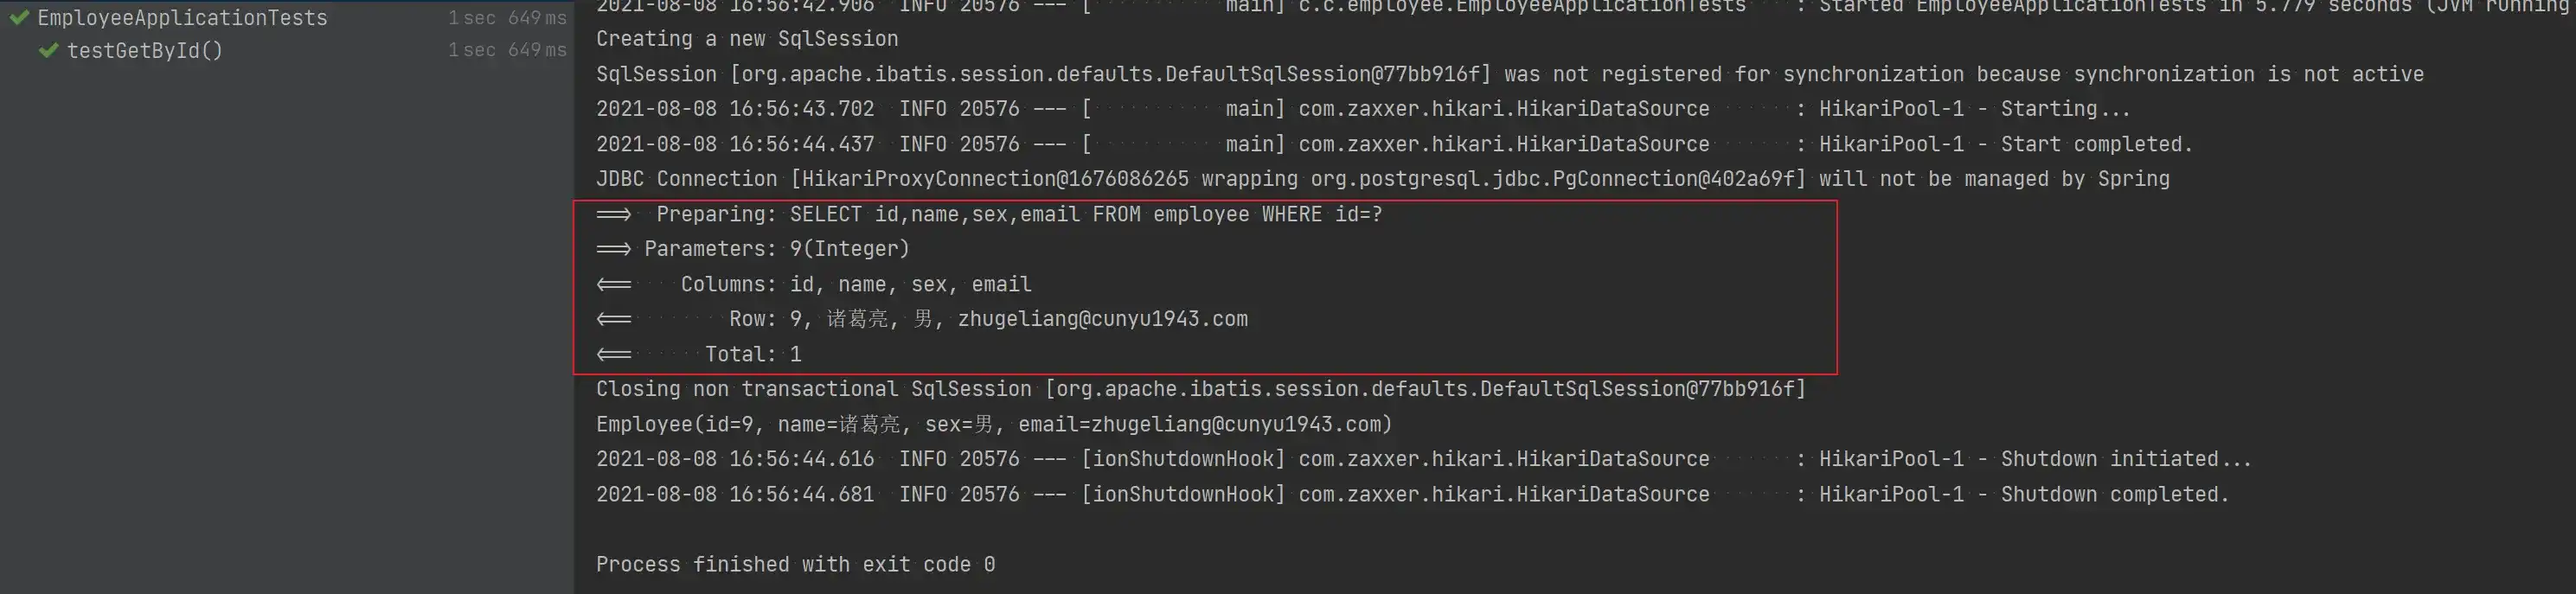 EmployeeApplicationTests 1 sec 649 ms
testGetById() 1 sec 649 ms
2021-08-08 16:56:42.906  INFO 20576 --- [           main] c.c.employee.EmployeeApplicationTests    : Started EmployeeApplicationTests in 5.779 seconds (JVM running
Creating a new SqlSession
SqlSession [org.apache.ibatis.session.defaults.DefaultSqlSession@77bb916f] was not registered for synchronization because synchronization is not active
2021-08-08 16:56:43.702  INFO 20576 --- [           main] com.zaxxer.hikari.HikariDataSource       : HikariPool-1 - Starting...
2021-08-08 16:56:44.437  INFO 20576 --- [           main] com.zaxxer.hikari.HikariDataSource       : HikariPool-1 - Start completed.
JDBC Connection [HikariProxyConnection@1676086265 wrapping org.postgresql.jdbc.PgConnection@402a69f] will not be managed by Spring
==>  Preparing: SELECT id,name,sex,email FROM employee WHERE id=?
==> Parameters: 9(Integer)
<==    Columns: id, name, sex, email
<==        Row: 9, 诸葛亮, 男, zhugeliang@cunyu1943.com
<==      Total: 1
Closing non transactional SqlSession [org.apache.ibatis.session.defaults.DefaultSqlSession@77bb916f]
Employee(id=9, name=诸葛亮, sex=男, email=zhugeliang@cunyu1943.com)
2021-08-08 16:56:44.616  INFO 20576 --- [ionShutdownHook] com.zaxxer.hikari.HikariDataSource       : HikariPool-1 - Shutdown initiated...
2021-08-08 16:56:44.681  INFO 20576 --- [ionShutdownHook] com.zaxxer.hikari.HikariDataSource       : HikariPool-1 - Shutdown completed.
Process finished with exit code 0